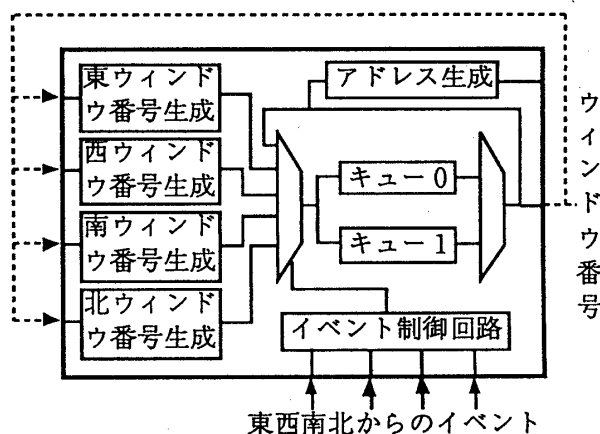 東ウィンド
ウ番号生成
西ウィンド
ウ番号生成
南ウィンド
ウ番号生成
北ウィンド
ウ番号生成
アドレス生成
キュー0
キュー1
イベント制御回路
東西南北からのイベント
ウィンドウ番号